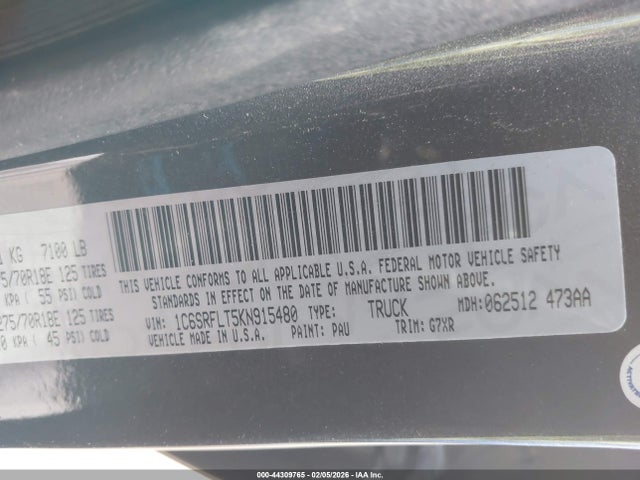 KG 7100 LB
75/70R18E 125 TIRES
KPA ( 55 PSI) COLD
275/70R18E 125 TIRES
0 KPA ( 45 PSI) COLD
THIS VEHICLE CONFORMS TO ALL APPLICABLE U.S.A. FEDERAL MOTOR VEHICLE SAFETY
STANDARDS IN EFFECT ON THE DATE OF MANUFACTURE SHOWN ABOVE.
VIN: 1C6SRFLT5KN915480 TYPE: TRUCK MDH: 062512 473AA
VEHICLE MADE IN U.S.A. PAINT: PAU TRIM: G7XR
000-44309765 - 02/05/2026 - IAA Inc.